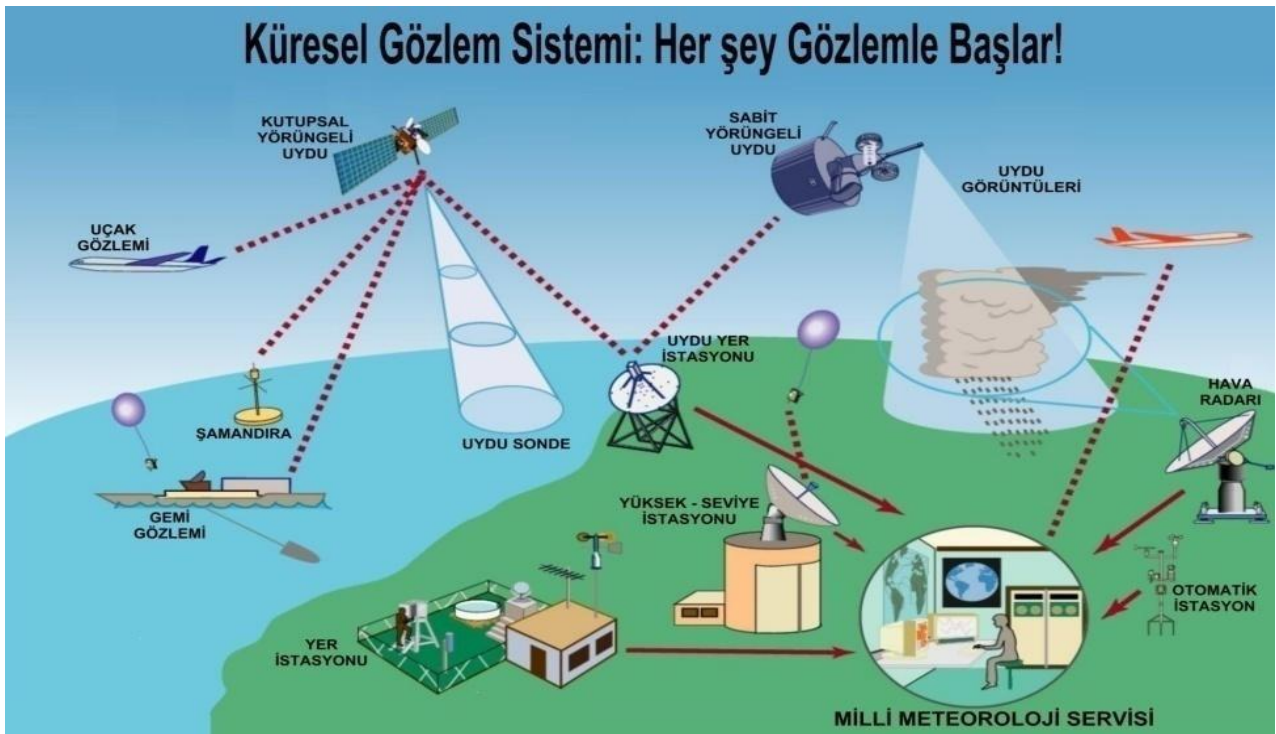 Küresel Gözlem Sistemi: Her şey Gözlemle Başlar!
KUTUPSAL
YÖRÜNGELİ
UYDU
SABİT
YÖRÜNGELİ
UYDU
UYDU
GÖRÜNTÜLERİ
UÇAK
GÖZLEMİ
UYDU YER
İSTASYONU
HAVA
RADARI
ŞAMANDIRA
UYDU SONDE
GEMİ
GÖZLEMİ
YÜKSEK - SEVİYE
İSTASYONU
OTOMATİK
İSTASYON
YER
İSTASYONU
MİLLİ METEOROLOJİ SERVİSİ